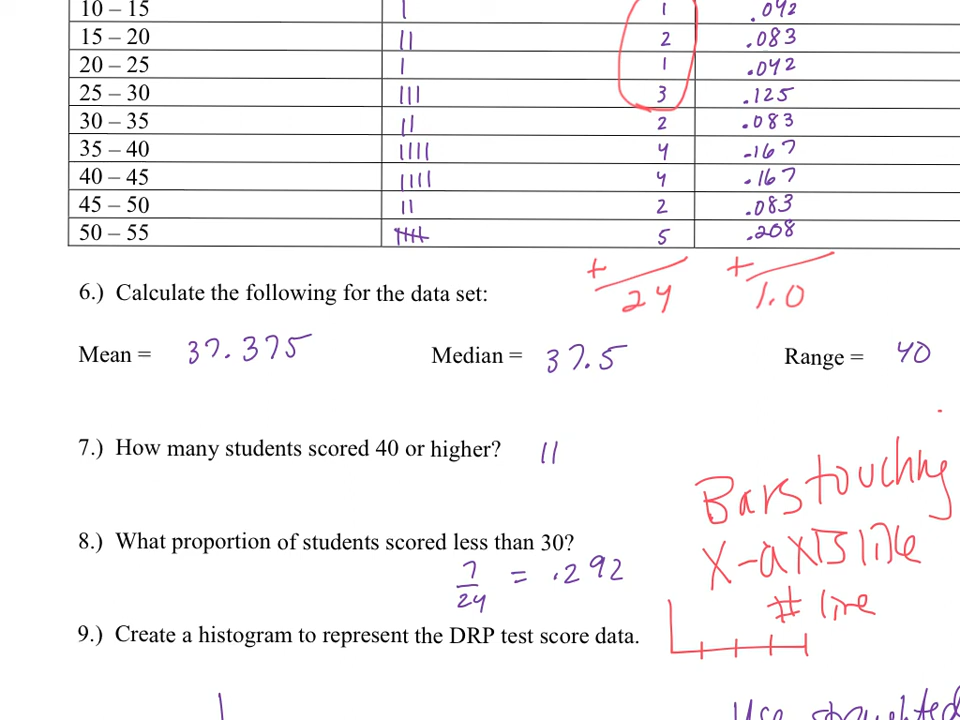 10 – 15 | 1 .042
15 – 20 || 2 .083
20 – 25 | 1 .042
25 – 30 ||| 3 .125
30 – 35 || 2 .083
35 – 40 |||| 4 .167
40 – 45 |||| 4 .167
45 – 50 || 2 .083
50 – 55 5 .208
+ 24 + 1.0
6.) Calculate the following for the data set:
Mean = 37.375 Median = 37.5 Range = 40
7.) How many students scored 40 or higher? 11
Bars touching
8.) What proportion of students scored less than 30?
x-axis like
7/24 = .292
# line
9.) Create a histogram to represent the DRP test score data.
Use